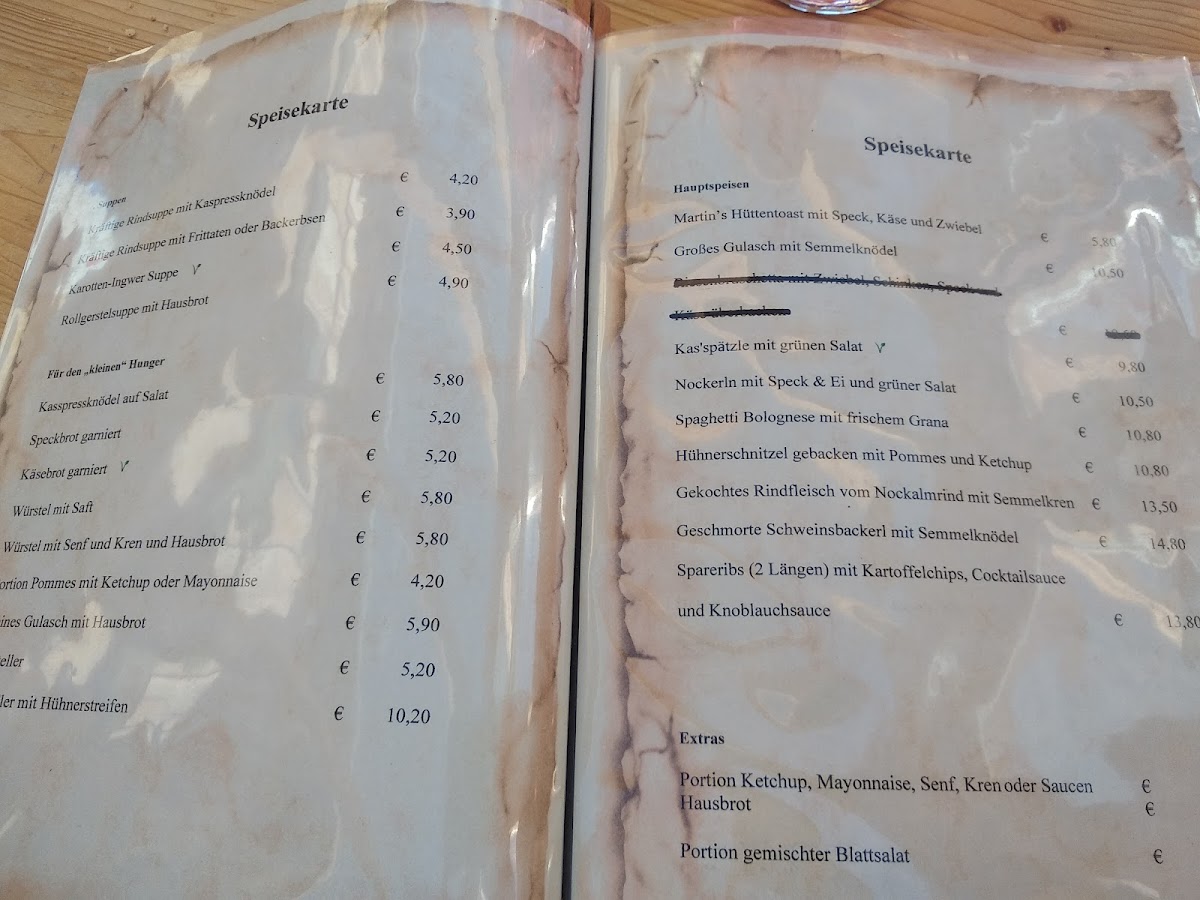 Speisekarte
Suppen
Kräftige Rindsuppe mit Kaspressknödel € 4,20
Kräftige Rindsuppe mit Frittaten oder Backerbsen € 3,90
Karotten-Ingwer Suppe € 4,50
Rollgerstelsuppe mit Hausbrot € 4,90
Für den „kleinen" Hunger
Kasspressknödel auf Salat € 5,80
Speckbrot garniert € 5,20
Käsebrot garniert € 5,20
Würstel mit Saft € 5,80
Würstel mit Senf und Kren und Hausbrot € 5,80
ortion Pommes mit Ketchup oder Mayonnaise € 4,20
ines Gulasch mit Hausbrot € 5,90
eller € 5,20
ller mit Hühnerstreifen € 10,20
Speisekarte
Hauptspeisen
Martin's Hüttentoast mit Speck, Käse und Zwiebel € 5,80
Großes Gulasch mit Semmelknödel € 10,50
mit Zwiebel, Schinken, Speck und
Käse überbacken €
Kas'spätzle mit grünen Salat € 9,80
Nockerln mit Speck & Ei und grüner Salat € 10,50
Spaghetti Bolognese mit frischem Grana € 10,80
Hühnerschnitzel gebacken mit Pommes und Ketchup € 10,80
Gekochtes Rindfleisch vom Nockalmrind mit Semmelkren € 13,50
Geschmorte Schweinsbackerl mit Semmelknödel € 14,80
Spareribs (2 Längen) mit Kartoffelchips, Cocktailsauce
und Knoblauchsauce € 13,80
Extras
Portion Ketchup, Mayonnaise, Senf, Kren oder Saucen €
Hausbrot €
Portion gemischter Blattsalat €